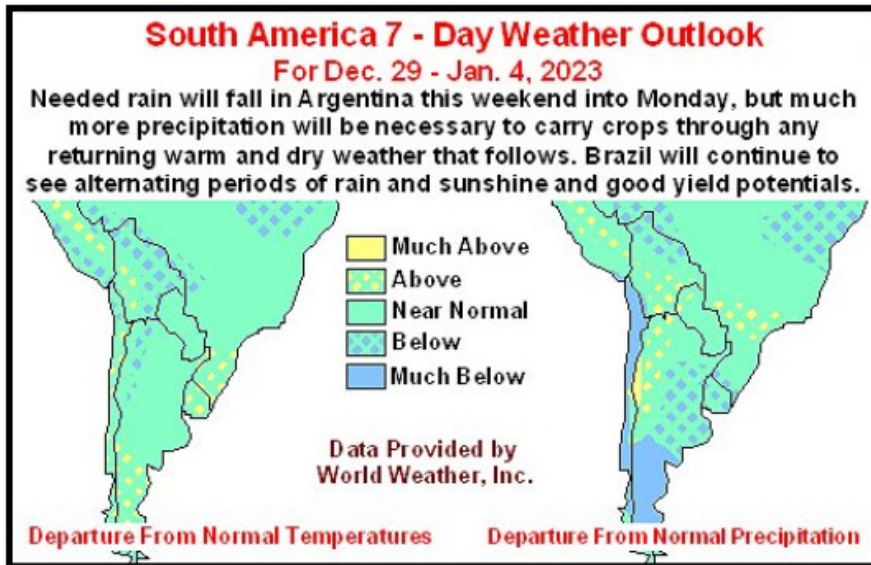 South America 7 - Day Weather Outlook
For Dec. 29 - Jan. 4, 2023
Needed rain will fall in Argentina this weekend into Monday, but much
more precipitation will be necessary to carry crops through any
returning warm and dry weather that follows. Brazil will continue to
see alternating periods of rain and sunshine and good yield potentials.
Much Above
Above
Near Normal
Below
Much Below
Data Provided by
World Weather, Inc.
Departure From Normal Temperatures
Departure From Normal Precipitation